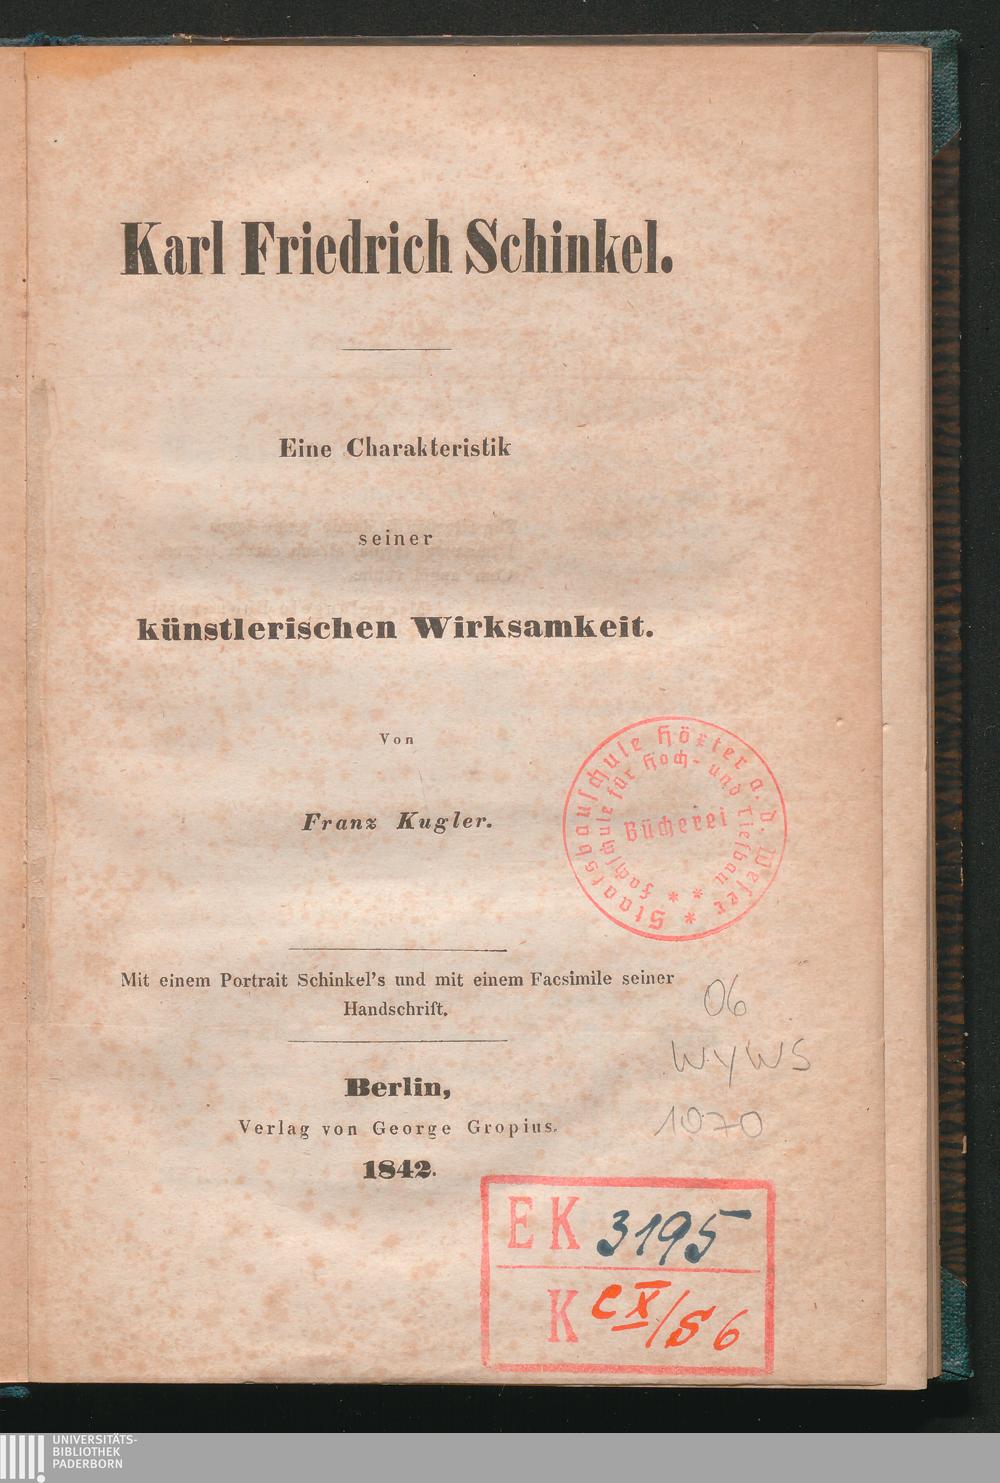 Karl Friedrich Schinkel.
Eine Charakteristik
seiner
künstlerischen Wirksamkeit.
Von
Franz Kugler.
Staatsbauschule Höxter a. d. Weser *
Fachschule für Hoch- und Tiefbau * *
Bücherei
Mit einem Portrait Schinkel's und mit einem Facsimile seiner
Handschrift.
06
WYWS
1070
Berlin,
Verlag von George Gropius.
1842.
EK 3195
K C X/S 6
UNIVERSITÄTS-
BIBLIOTHEK
PADERBORN